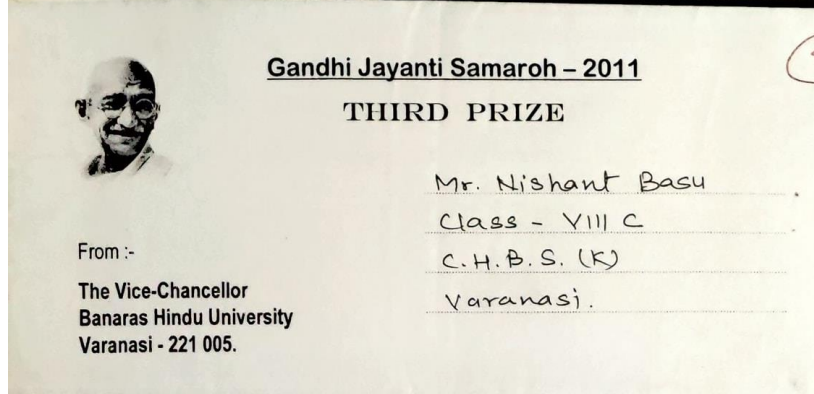 Gandhi Jayanti Samaroh – 2011
THIRD PRIZE
Mr. Nishant Basu
Class - VIII C
C.H.B.S. (K)
Varanasi.
From :-
The Vice-Chancellor
Banaras Hindu University
Varanasi - 221 005.